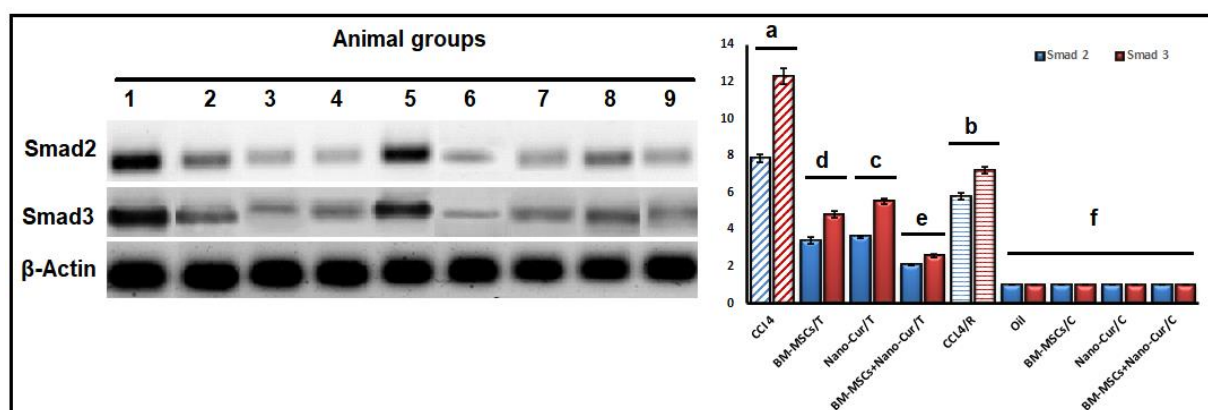 Animal groups
1 2 3 4 5 6 7 8 9
Smad2
Smad3
β-Actin
Smad 2 Smad 3
14
12
10
8
6
4
2
0
a
b
d
c
e
f
CCl4
BM-MSCs/T
Nano-Cur/T
BM-MSCs+Nano-Cur/T
CCL4/R
Oil
BM-MSCs/C
Nano-Cur/C
BM-MSCs+Nano-Cur/C